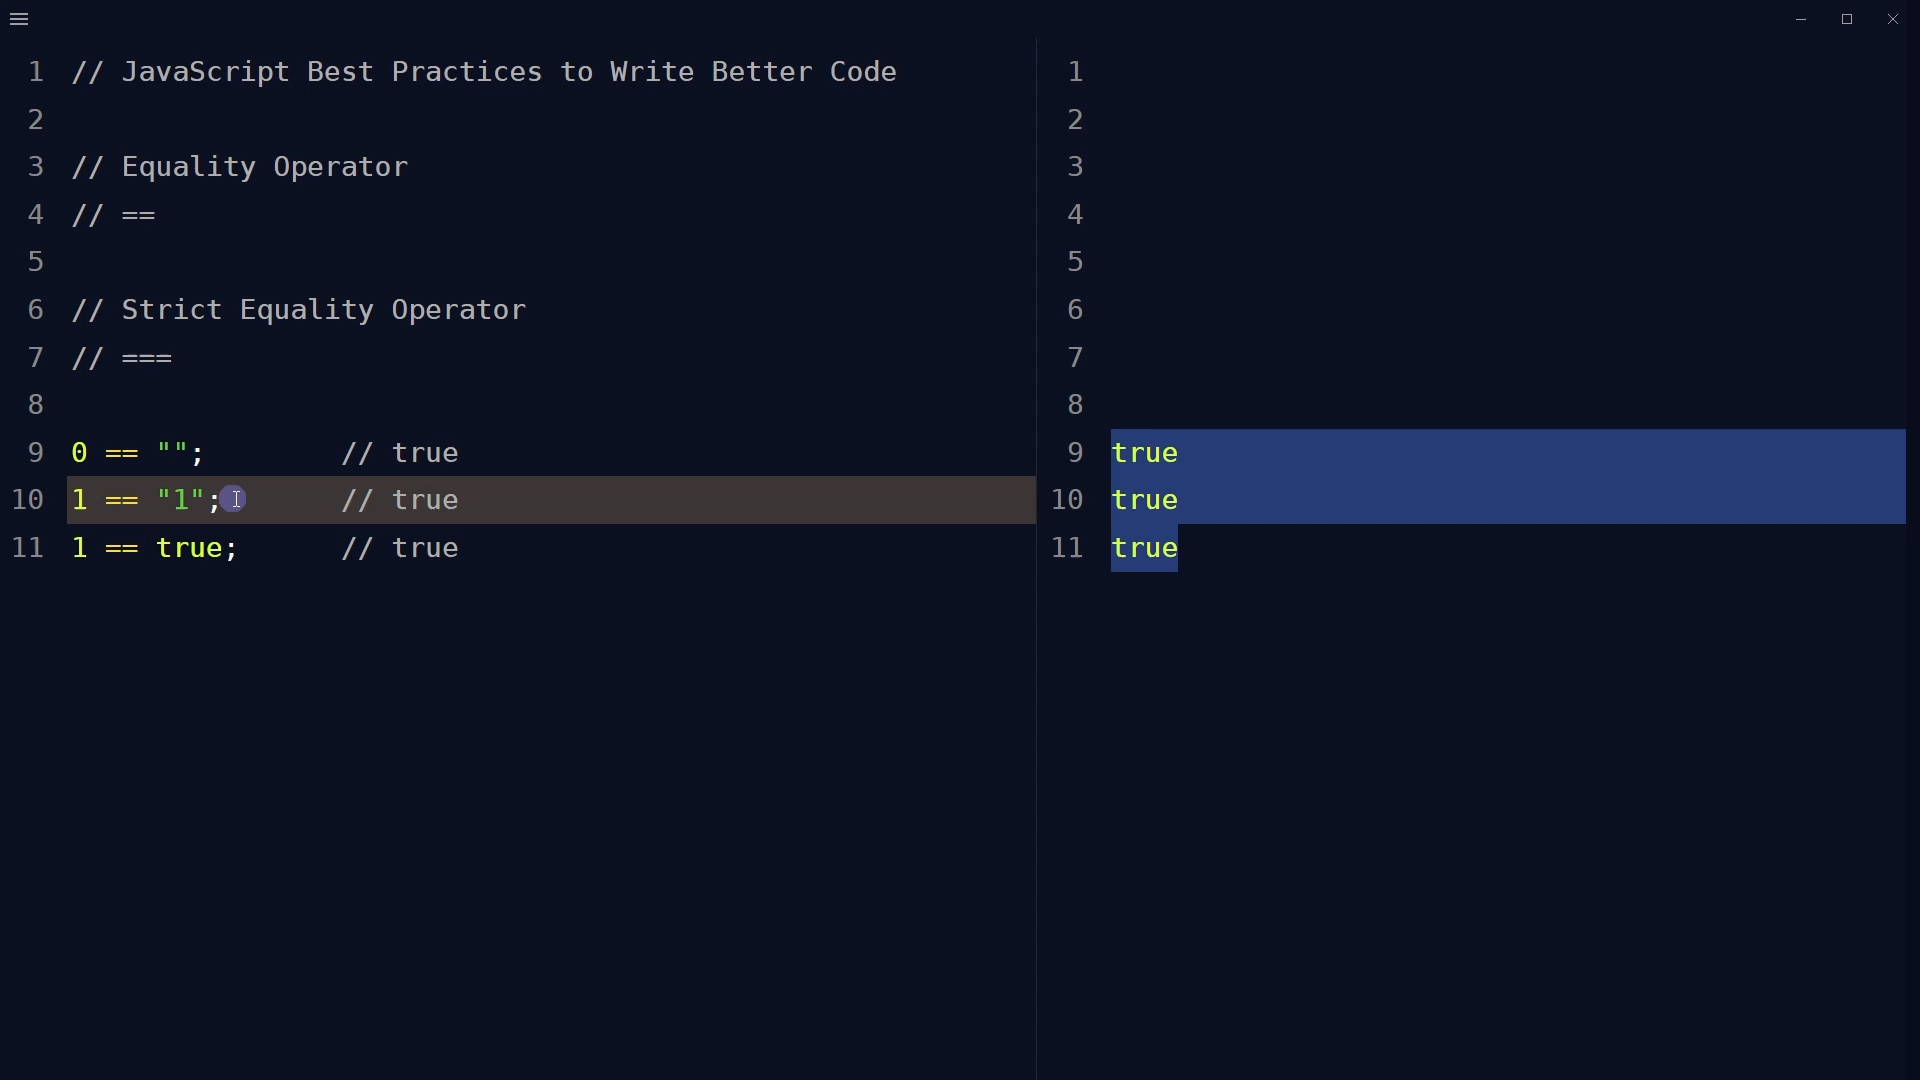 1 // JavaScript Best Practices to Write Better Code
2
3 // Equality Operator
4 // ==
5
6 // Strict Equality Operator
7 // ===
8
9 0 == ""; // true
10 1 == "1"; // true
11 1 == true; // true
1
2
3
4
5
6
7
8
9 true
10 true
11 true